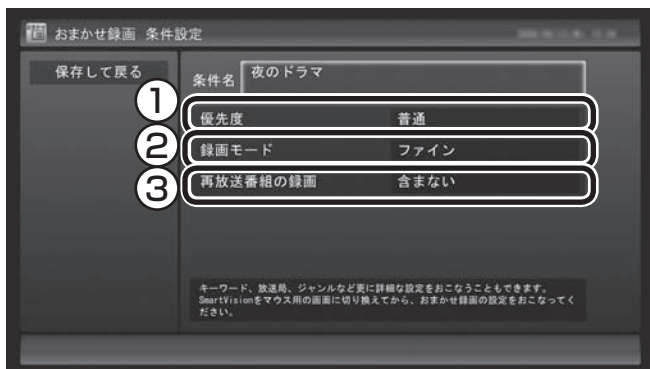 おまかせ録画 条件設定
保存して戻る
条件名 夜のドラマ
① 優先度 普通
② 録画モード ファイン
③ 再放送番組の録画 含まない
キーワード、放送局、ジャンルなど更に詳細な設定をおこなうこともできます。
SmartVisionをマウス用の画面に切り換えてから、おまかせ録画の設定をおこなってく
ださい。